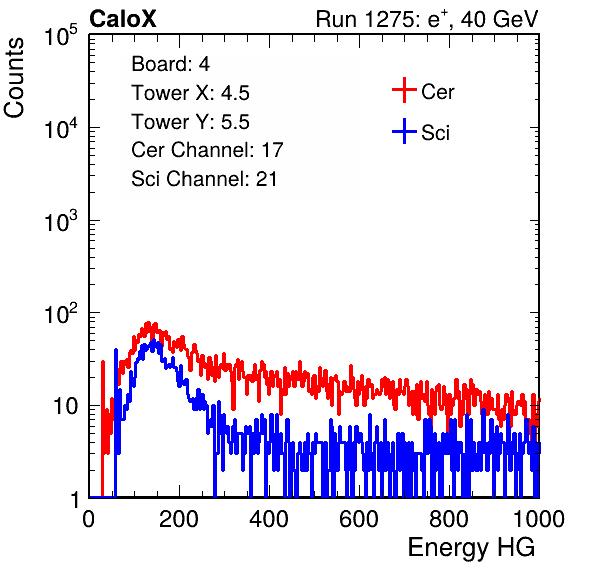 CaloX Run 1275: e⁺, 40 GeV
Counts
Board: 4
Tower X: 4.5
Tower Y: 5.5
Cer Channel: 17
Sci Channel: 21
Cer
Sci
10⁵
10⁴
10³
10²
10
1
0 200 400 600 800 1000
Energy HG